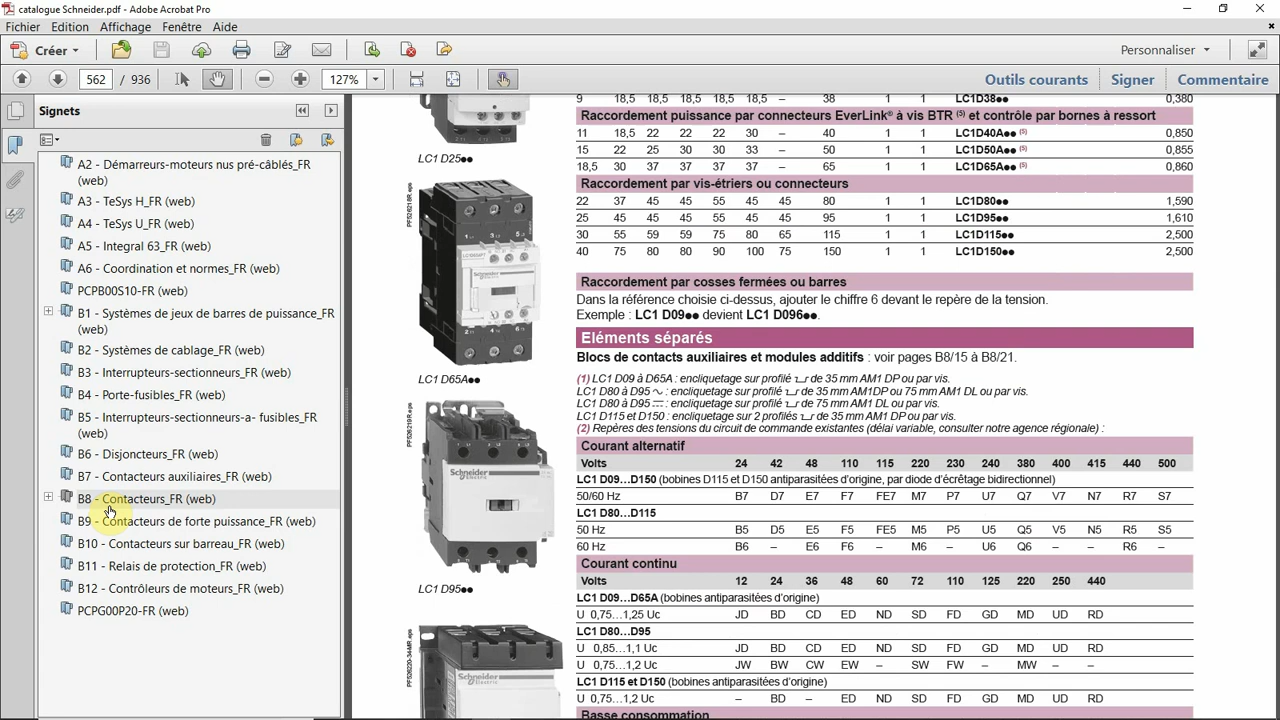 catalogue Schneider.pdf - Adobe Acrobat Pro
Fichier Edition Affichage Fenêtre Aide
Créer
Personnaliser
562 / 936
127%
Outils courants Signer Commentaire
Signets
A2 - Démarreurs-moteurs nus pré-câblés_FR
(web)
A3 - TeSys H_FR (web)
A4 - TeSys U_FR (web)
A5 - Integral 63_FR (web)
A6 - Coordination et normes_FR (web)
PCPB00S10-FR (web)
B1 - Systèmes de jeux de barres de puissance_FR
(web)
B2 - Systèmes de cablage_FR (web)
B3 - Interrupteurs-sectionneurs_FR (web)
B4 - Porte-fusibles_FR (web)
B5 - Interrupteurs-sectionneurs-a- fusibles_FR
(web)
B6 - Disjoncteurs_FR (web)
B7 - Contacteurs auxiliaires_FR (web)
B8 - Contacteurs_FR (web)
B9 - Contacteurs de forte puissance_FR (web)
B10 - Contacteurs sur barreau_FR (web)
B11 - Relais de protection_FR (web)
B12 - Contrôleurs de moteurs_FR (web)
PCPG00P20-FR (web)
LC1 D25●●
PF526218R.eps
Schneider
LC1 D65A●●
PF526219R.eps
Schneider
LC1 D95●●
PF526220-34MR.eps
Schneider Electric
9 18,5 18,5 18,5 18,5 18,5 – 38 1 1 LC1D38●● 0,380
Raccordement puissance par connecteurs EverLink® à vis BTR (5) et contrôle par bornes à ressort
11 18,5 22 22 22 30 – 40 1 1 LC1D40A●● (5) 0,850
15 22 25 30 30 33 – 50 1 1 LC1D50A●● (5) 0,855
18,5 30 37 37 37 37 – 65 1 1 LC1D65A●● (5) 0,860
Raccordement par vis-étriers ou connecteurs
22 37 45 45 55 45 45 80 1 1 LC1D80●● 1,590
25 45 45 45 55 45 45 95 1 1 LC1D95●● 1,610
30 55 59 59 75 80 65 115 1 1 LC1D115●● 2,500
40 75 80 80 90 100 75 150 1 1 LC1D150●● 2,500
Raccordement par cosses fermées ou barres
Dans la référence choisie ci-dessus, ajouter le chiffre 6 devant le repère de la tension.
Exemple : LC1 D09●● devient LC1 D096●●.
Eléments séparés
Blocs de contacts auxiliaires et modules additifs : voir pages B8/15 à B8/21.
(1) LC1 D09 à D65A : encliquetage sur profilé de 35 mm AM1 DP ou par vis.
LC1 D80 à D95 ∿ : encliquetage sur profilé de 35 mm AM1 DP ou 75 mm AM1 DL ou par vis.
LC1 D80 à D95 ⎓ : encliquetage sur profilé de 75 mm AM1 DL ou par vis.
LC1 D115 et D150 : encliquetage sur 2 profilés de 35 mm AM1 DP ou par vis.
(2) Repères des tensions du circuit de commande existantes (délai variable, consulter notre agence régionale) :
Courant alternatif
Volts 24 42 48 110 115 220 230 240 380 400 415 440 500
LC1 D09...D150 (bobines D115 et D150 antiparasitées d'origine, par diode d'écrêtage bidirectionnel)
50/60 Hz B7 D7 E7 F7 FE7 M7 P7 U7 Q7 V7 N7 R7 S7
LC1 D80...D115
50 Hz B5 D5 E5 F5 FE5 M5 P5 U5 Q5 V5 N5 R5 S5
60 Hz B6 – E6 F6 – M6 – U6 Q6 – – R6 –
Courant continu
Volts 12 24 36 48 60 72 110 125 220 250 440
LC1 D09...D65A (bobines antiparasitées d'origine)
U 0,75...1,25 Uc JD BD CD ED ND SD FD GD MD UD RD
LC1 D80...D95
U 0,85...1,1 Uc JD BD CD ED ND SD FD GD MD UD RD
U 0,75...1,2 Uc JW BW CW EW – SW FW – MW – –
LC1 D115 et D150 (bobines antiparasitées d'origine)
U 0,75...1,2 Uc – BD – ED ND SD FD GD MD UD RD
Basse consommation